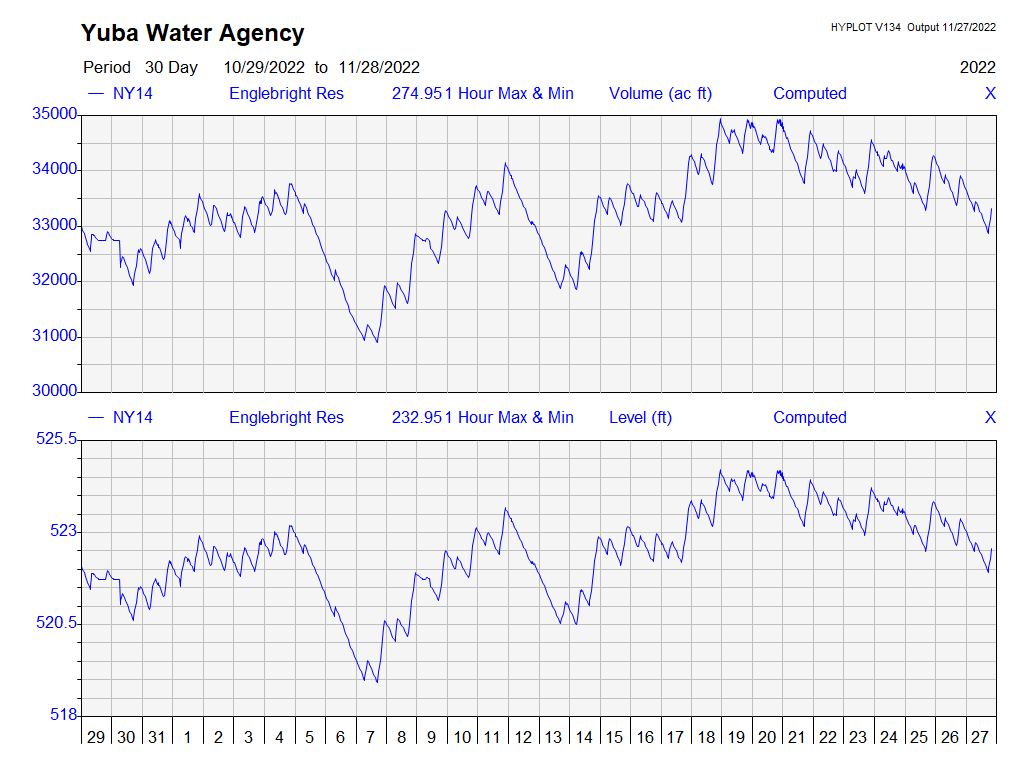 Yuba Water Agency
HYPLOT V134 Output 11/27/2022
Period 30 Day 10/29/2022 to 11/28/2022 2022
NY14 Englebright Res 274.951 Hour Max & Min Volume (ac ft) Computed X
35000
34000
33000
32000
31000
30000
NY14 Englebright Res 232.951 Hour Max & Min Level (ft) Computed X
525.5
523
520.5
518
29 30 31 1 2 3 4 5 6 7 8 9 10 11 12 13 14 15 16 17 18 19 20 21 22 23 24 25 26 27